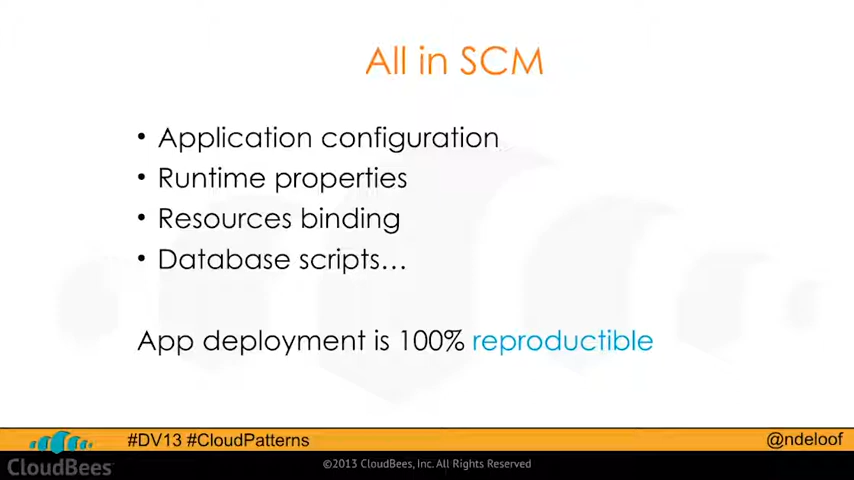 All in SCM
• Application configuration
• Runtime properties
• Resources binding
• Database scripts…
App deployment is 100% reproductible
#DV13 #CloudPatterns
@ndeloof
CloudBees
©2013 CloudBees, Inc. All Rights Reserved